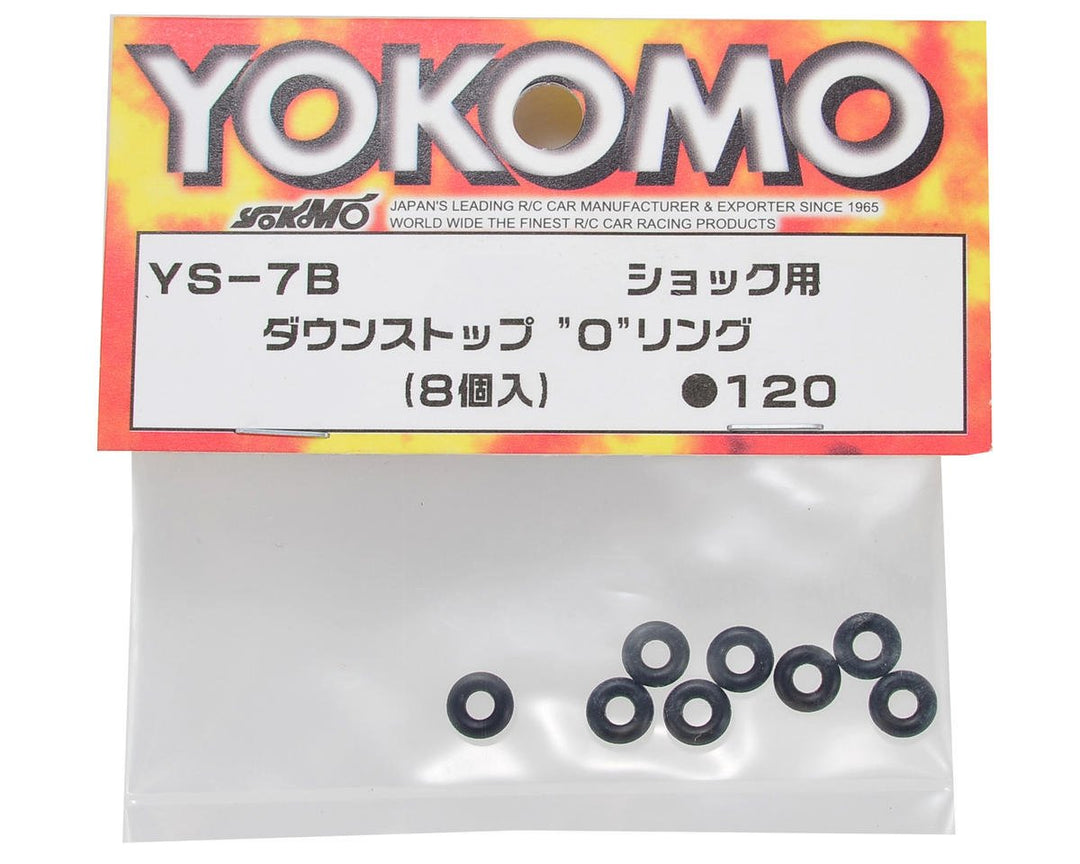 YOKOMO
YOKOMO JAPAN'S LEADING R/C CAR MANUFACTURER & EXPORTER SINCE 1965
WORLD WIDE THE FINEST R/C CAR RACING PRODUCTS
YS-7B ショック用
ダウンストップ "O"リング
(8個入) ●120